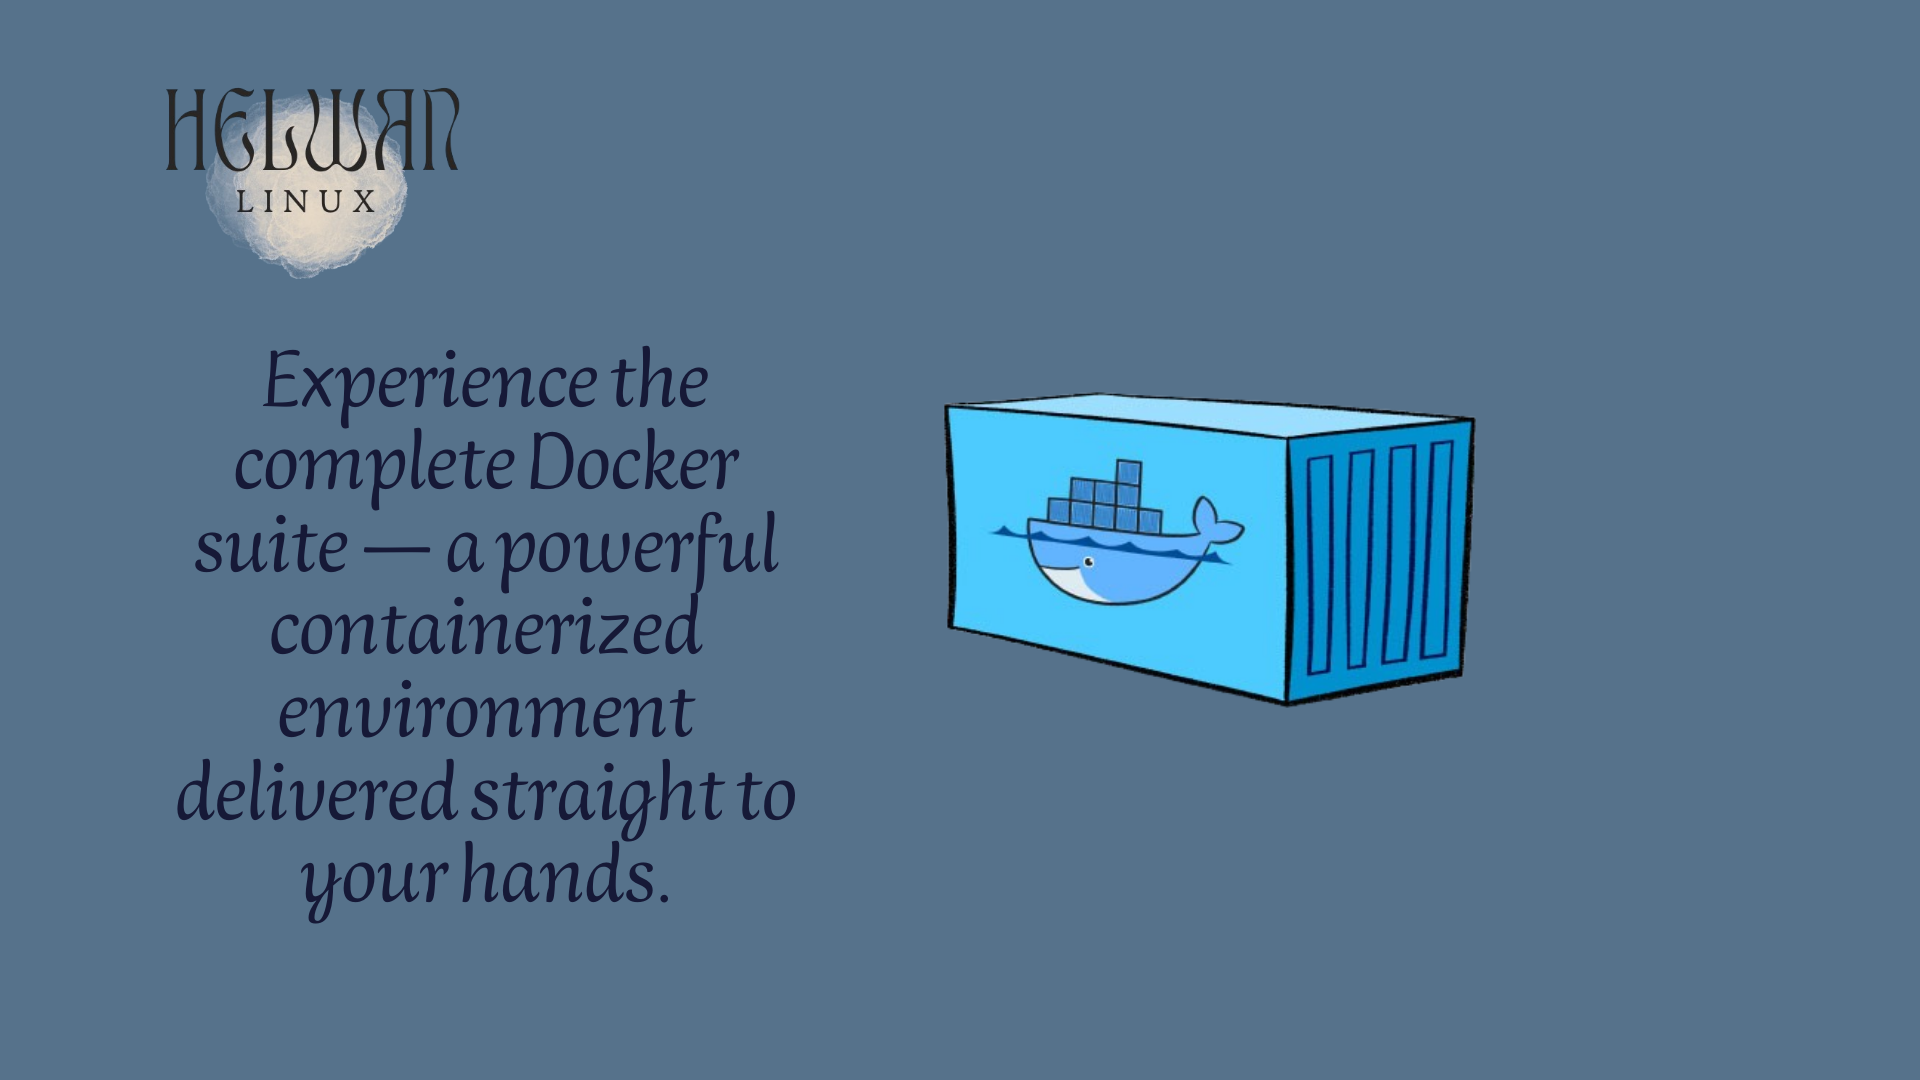 HELWAN
LINUX
Experience the
complete Docker
suite — a powerful
containerized
environment
delivered straight to
your hands.